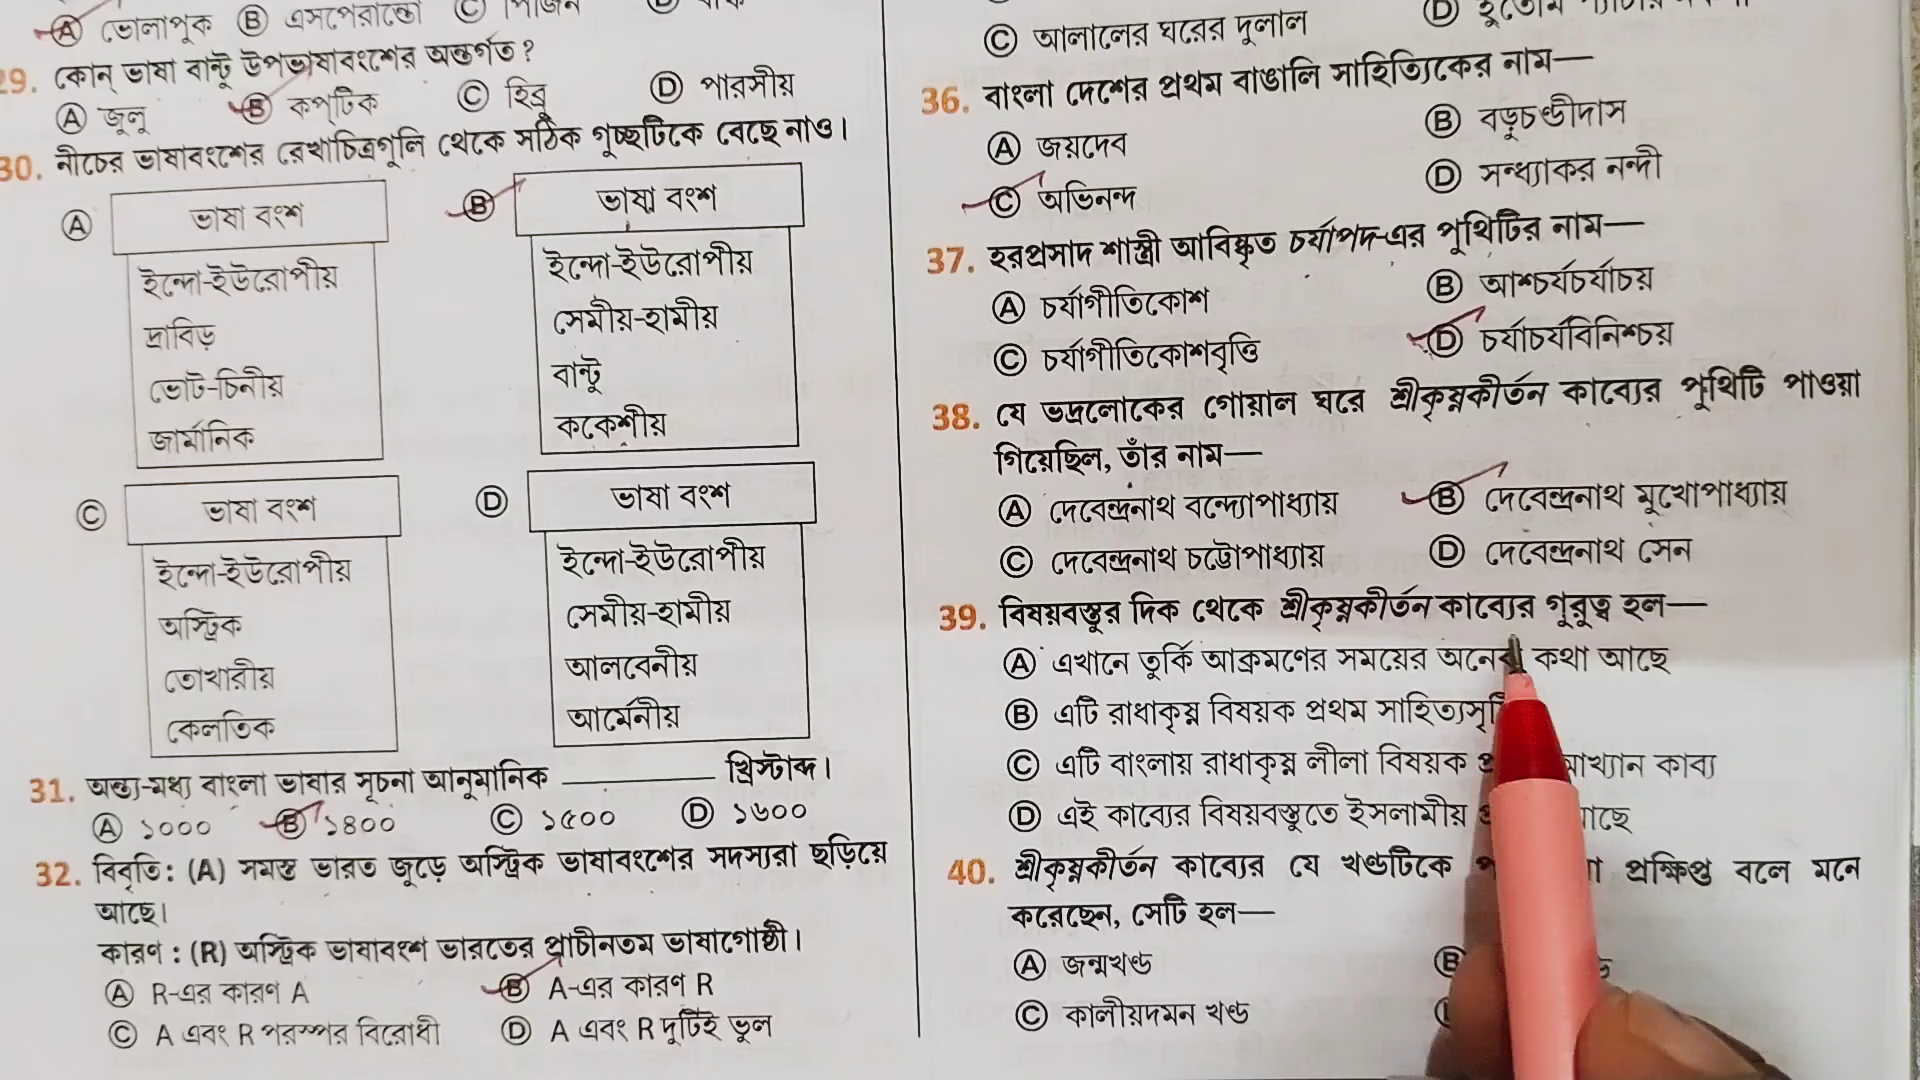 Ⓐ ভোলাপুক Ⓑ এসপেরান্তো Ⓒ পিজিন Ⓓ
29. কোন্ ভাষা বান্টু উপভাষাবংশের অন্তর্গত?
Ⓐ জুলু Ⓑ কপ্‌টিক Ⓒ হিব্রু Ⓓ পারসীয়
30. নীচের ভাষাবংশের রেখাচিত্রগুলি থেকে সঠিক গুচ্ছটিকে বেছে নাও।
Ⓐ ভাষা বংশ
ইন্দো-ইউরোপীয়
দ্রাবিড়
ভোট-চিনীয়
জার্মানিক
Ⓑ ভাষা বংশ
ইন্দো-ইউরোপীয়
সেমীয়-হামীয়
বান্টু
ককেশীয়
Ⓒ ভাষা বংশ
ইন্দো-ইউরোপীয়
অস্ট্রিক
তোখারীয়
কেলতিক
Ⓓ ভাষা বংশ
ইন্দো-ইউরোপীয়
সেমীয়-হামীয়
আলবেনীয়
আর্মেনীয়
31. অন্ত্য-মধ্য বাংলা ভাষার সূচনা আনুমানিক ________ খ্রিস্টাব্দ।
Ⓐ ১০০০ Ⓑ ১৪০০ Ⓒ ১৫০০ Ⓓ ১৬০০
32. বিবৃতি : (A) সমস্ত ভারত জুড়ে অস্ট্রিক ভাষাবংশের সদস্যরা ছড়িয়ে
আছে।
কারণ : (R) অস্ট্রিক ভাষাবংশ ভারতের প্রাচীনতম ভাষাগোষ্ঠী।
Ⓐ R-এর কারণ A Ⓑ A-এর কারণ R
Ⓒ A এবং R পরস্পর বিরোধী Ⓓ A এবং R দুটিই ভুল
Ⓒ আলালের ঘরের দুলাল Ⓓ হুতোম
36. বাংলা দেশের প্রথম বাঙালি সাহিত্যিকের নাম—
Ⓐ জয়দেব Ⓑ বড়ুচণ্ডীদাস
Ⓒ অভিনন্দ Ⓓ সন্ধ্যাকর নন্দী
37. হরপ্রসাদ শাস্ত্রী আবিষ্কৃত চর্যাপদ-এর পুথিটির নাম—
Ⓐ চর্যাগীতিকোশ Ⓑ আশ্চর্যচর্যাচয়
Ⓒ চর্যাগীতিকোশবৃত্তি Ⓓ চর্যাচর্যবিনিশ্চয়
38. যে ভদ্রলোকের গোয়াল ঘরে শ্রীকৃষ্ণকীর্তন কাব্যের পুথিটি পাওয়া
গিয়েছিল, তাঁর নাম—
Ⓐ দেবেন্দ্রনাথ বন্দ্যোপাধ্যায় Ⓑ দেবেন্দ্রনাথ মুখোপাধ্যায়
Ⓒ দেবেন্দ্রনাথ চট্টোপাধ্যায় Ⓓ দেবেন্দ্রনাথ সেন
39. বিষয়বস্তুর দিক থেকে শ্রীকৃষ্ণকীর্তন কাব্যের গুরুত্ব হল—
Ⓐ এখানে তুর্কি আক্রমণের সময়ের অনেক কথা আছে
Ⓑ এটি রাধাকৃষ্ণ বিষয়ক প্রথম
Ⓒ এটি বাংলায় রাধাকৃষ্ণ লীলা বিষয়ক কাব্য
Ⓓ এই কাব্যের বিষয়বস্তুতে ইসলামীয়
40. শ্রীকৃষ্ণকীর্তন কাব্যের যে খণ্ডটিকে প্রক্ষিপ্ত বলে মনে
করেছেন, সেটি হল—
Ⓐ জন্মখণ্ড Ⓑ
Ⓒ কালীয়দমন খণ্ড